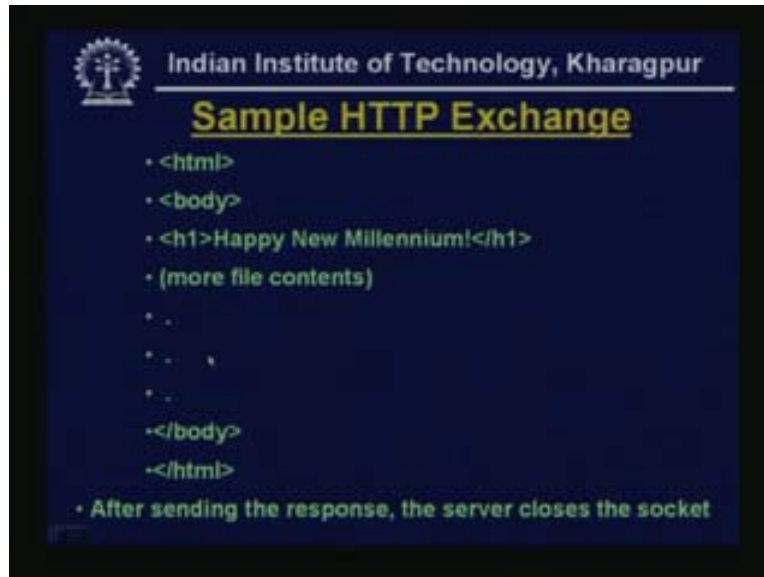 Indian Institute of Technology, Kharagpur
Sample HTTP Exchange
• <html>
• <body>
• <h1>Happy New Millennium!</h1>
• (more file contents)
• .
• .
• .
•</body>
•</html>
• After sending the response, the server closes the socket